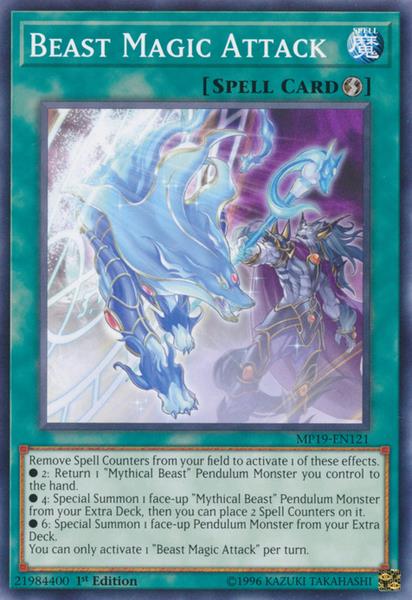 BEAST MAGIC ATTACK
SPELL
魔
[SPELL CARD]
MP19-EN121
Remove Spell Counters from your field to activate 1 of these effects.
● 2: Return 1 "Mythical Beast" Pendulum Monster you control to
the hand.
● 4: Special Summon 1 face-up "Mythical Beast" Pendulum Monster
from your Extra Deck, then you can place 2 Spell Counters on it.
● 6: Special Summon 1 face-up Pendulum Monster from your Extra
Deck.
You can only activate 1 "Beast Magic Attack" per turn.
21984400 1st Edition ©1996 KAZUKI TAKAHASHI